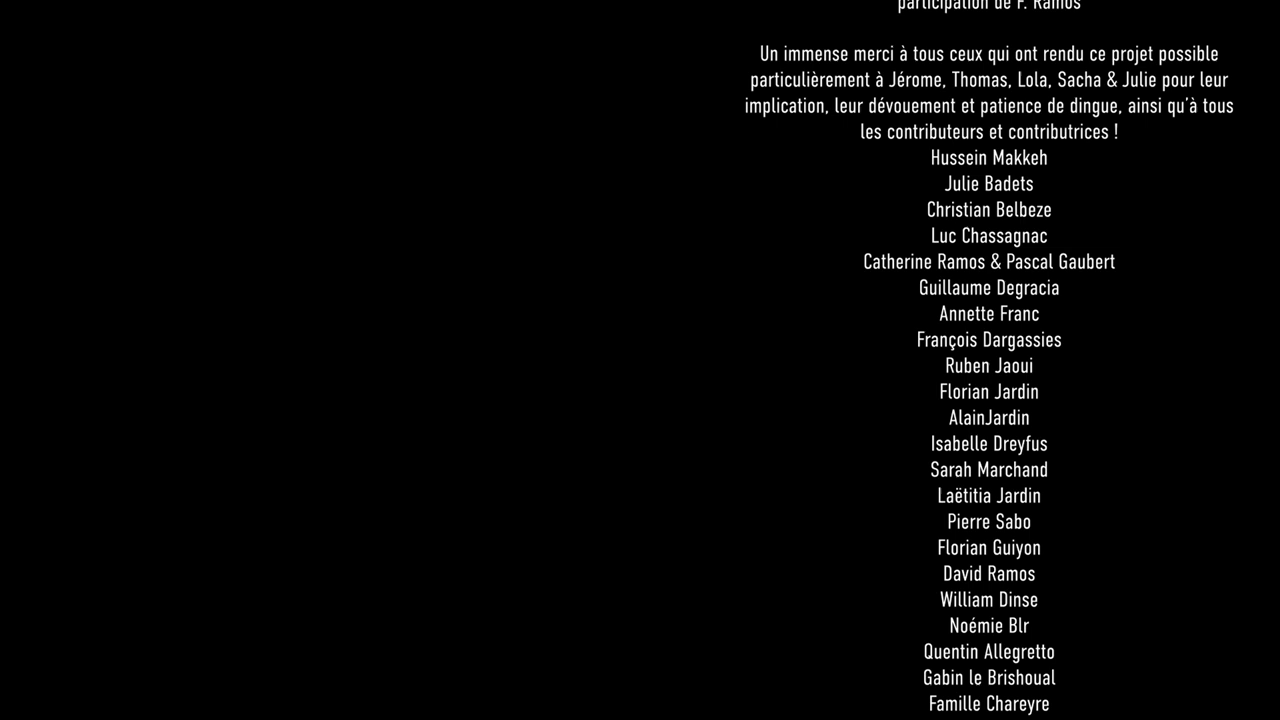 participation de F. Ramos
Un immense merci à tous ceux qui ont rendu ce projet possible
particulièrement à Jérome, Thomas, Lola, Sacha & Julie pour leur
implication, leur dévouement et patience de dingue, ainsi qu'à tous
les contributeurs et contributrices !
Hussein Makkeh
Julie Badets
Christian Belbeze
Luc Chassagnac
Catherine Ramos & Pascal Gaubert
Guillaume Degracia
Annette Franc
François Dargassies
Ruben Jaoui
Florian Jardin
AlainJardin
Isabelle Dreyfus
Sarah Marchand
Laëtitia Jardin
Pierre Sabo
Florian Guiyon
David Ramos
William Dinse
Noémie Blr
Quentin Allegretto
Gabin le Brishoual
Famille Chareyre